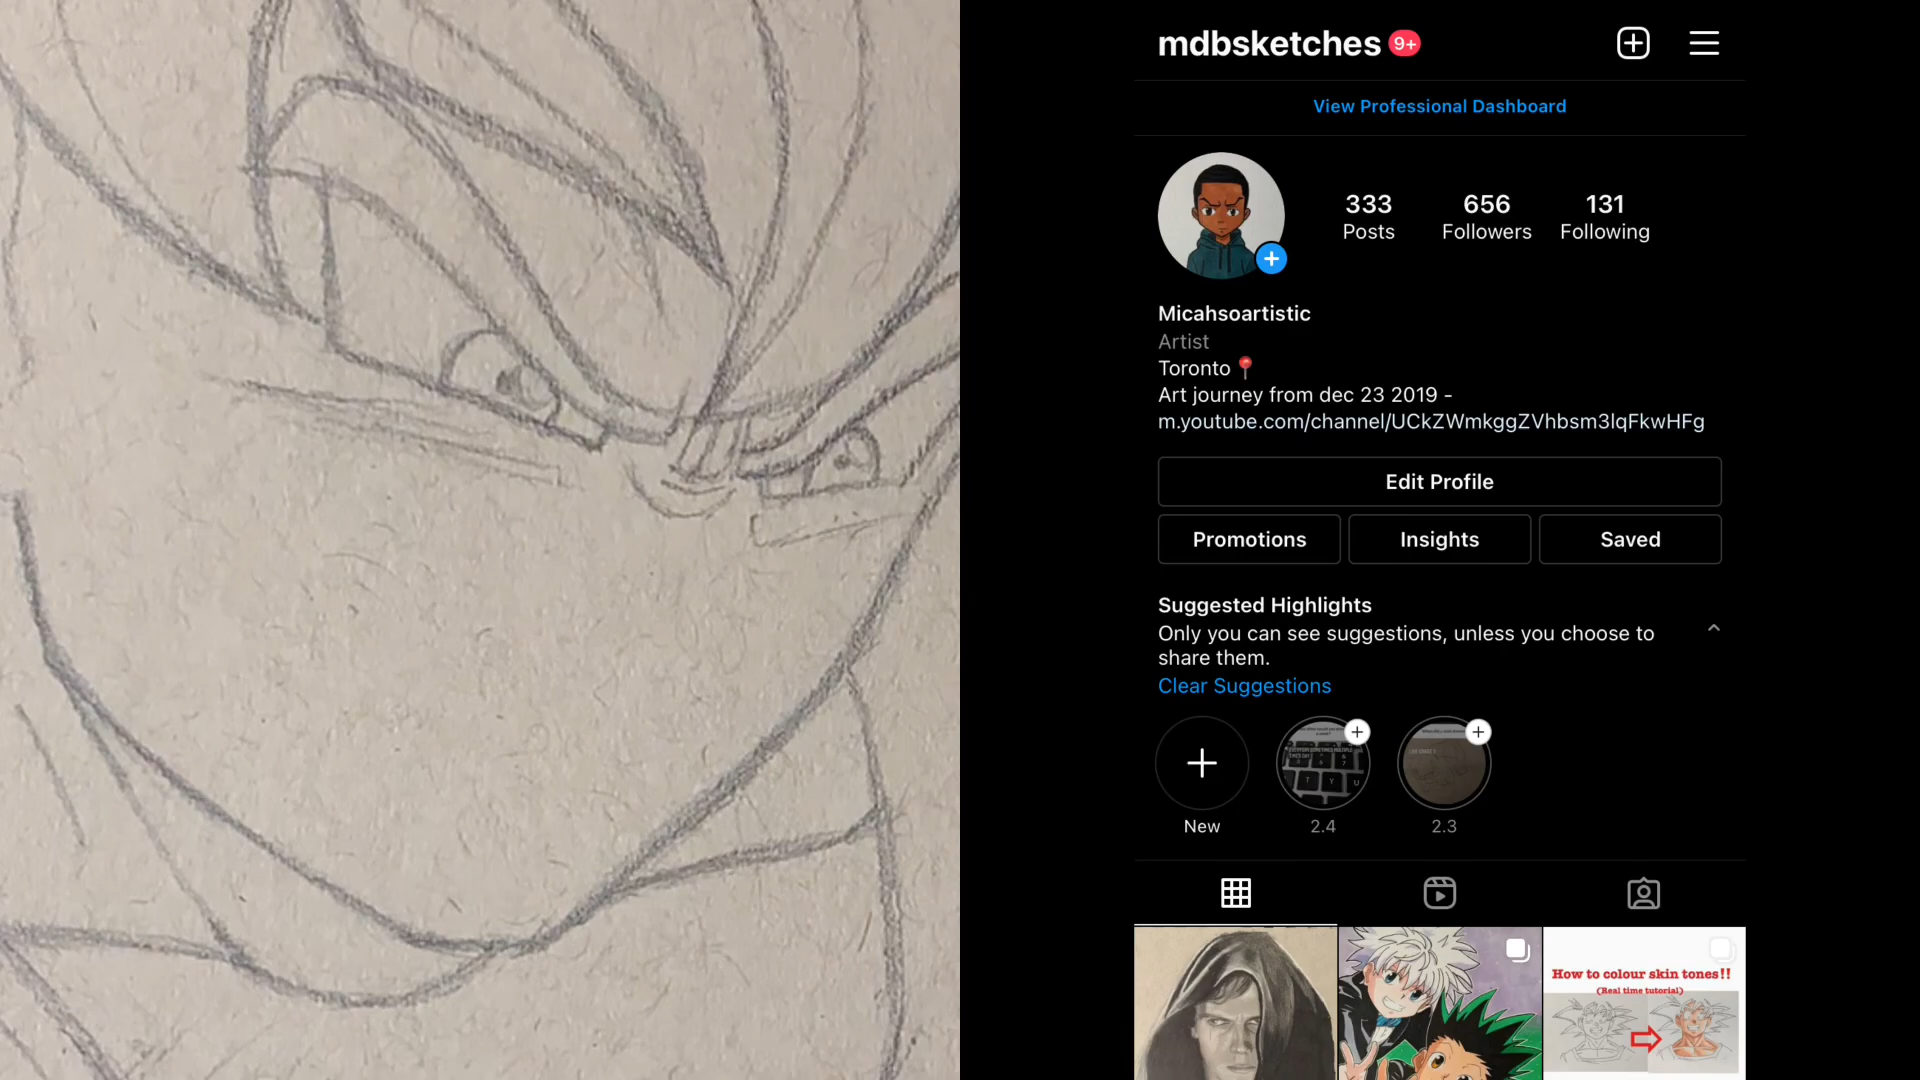 mdbsketches 9+
View Professional Dashboard
333 656 131
Posts Followers Following
Micahsoartistic
Artist
Toronto 📍
Art journey from dec 23 2019 -
m.youtube.com/channel/UCkZWmkggZVhbsm3lqFkwHFg
Edit Profile
Promotions Insights Saved
Suggested Highlights
Only you can see suggestions, unless you choose to
share them.
Clear Suggestions
T Y U
New 2.4 2.3
How to colour skin tones!!
(Real time tutorial)